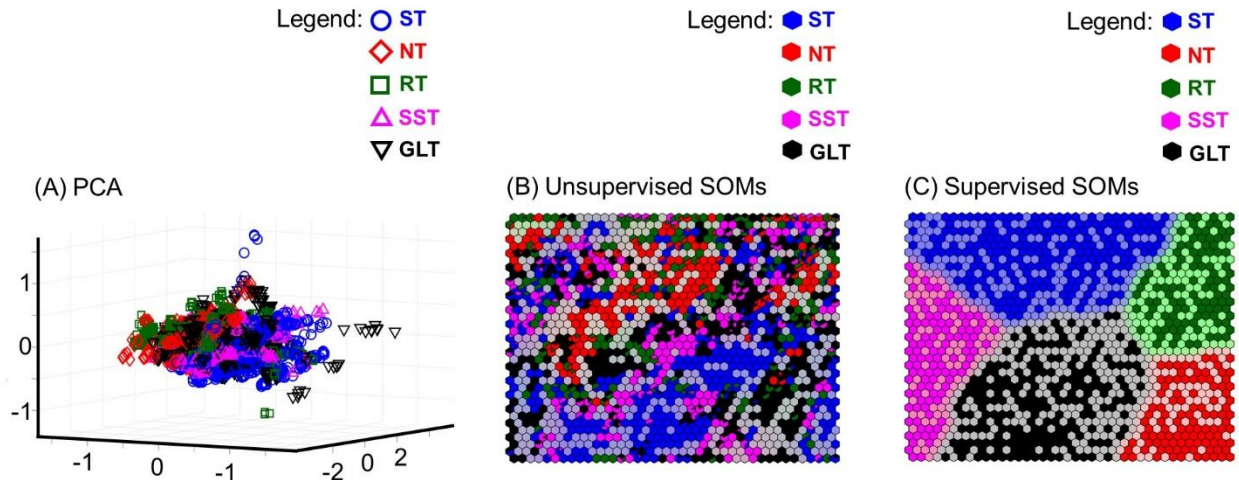 Legend: ST
NT
RT
SST
GLT
(A) PCA
1
0
-1
-1
0
-1
-2
0
2
Legend: ST
NT
RT
SST
GLT
(B) Unsupervised SOMs
Legend: ST
NT
RT
SST
GLT
(C) Supervised SOMs